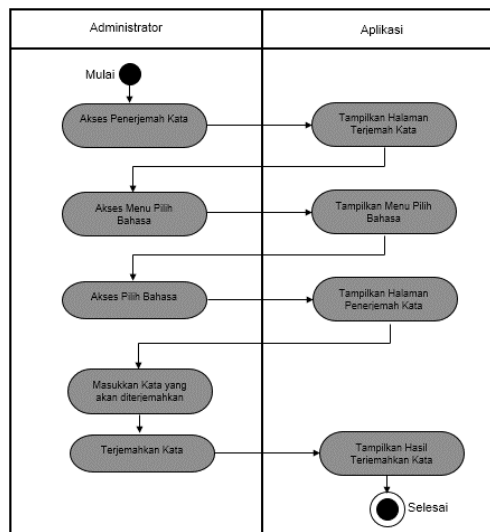 Administrator
Aplikasi
Mulai
Akses Penerjemah Kata
Tampilkan Halaman
Terjemah Kata
Akses Menu Pilih
Bahasa
Tampilkan Menu Pilih
Bahasa
Akses Pilih Bahasa
Tampilkan Halaman
Penerjemah Kata
Masukkan Kata yang
akan diterjemahkan
Terjemahkan Kata
Tampilkan Hasil
Terjemahkan Kata
Selesai